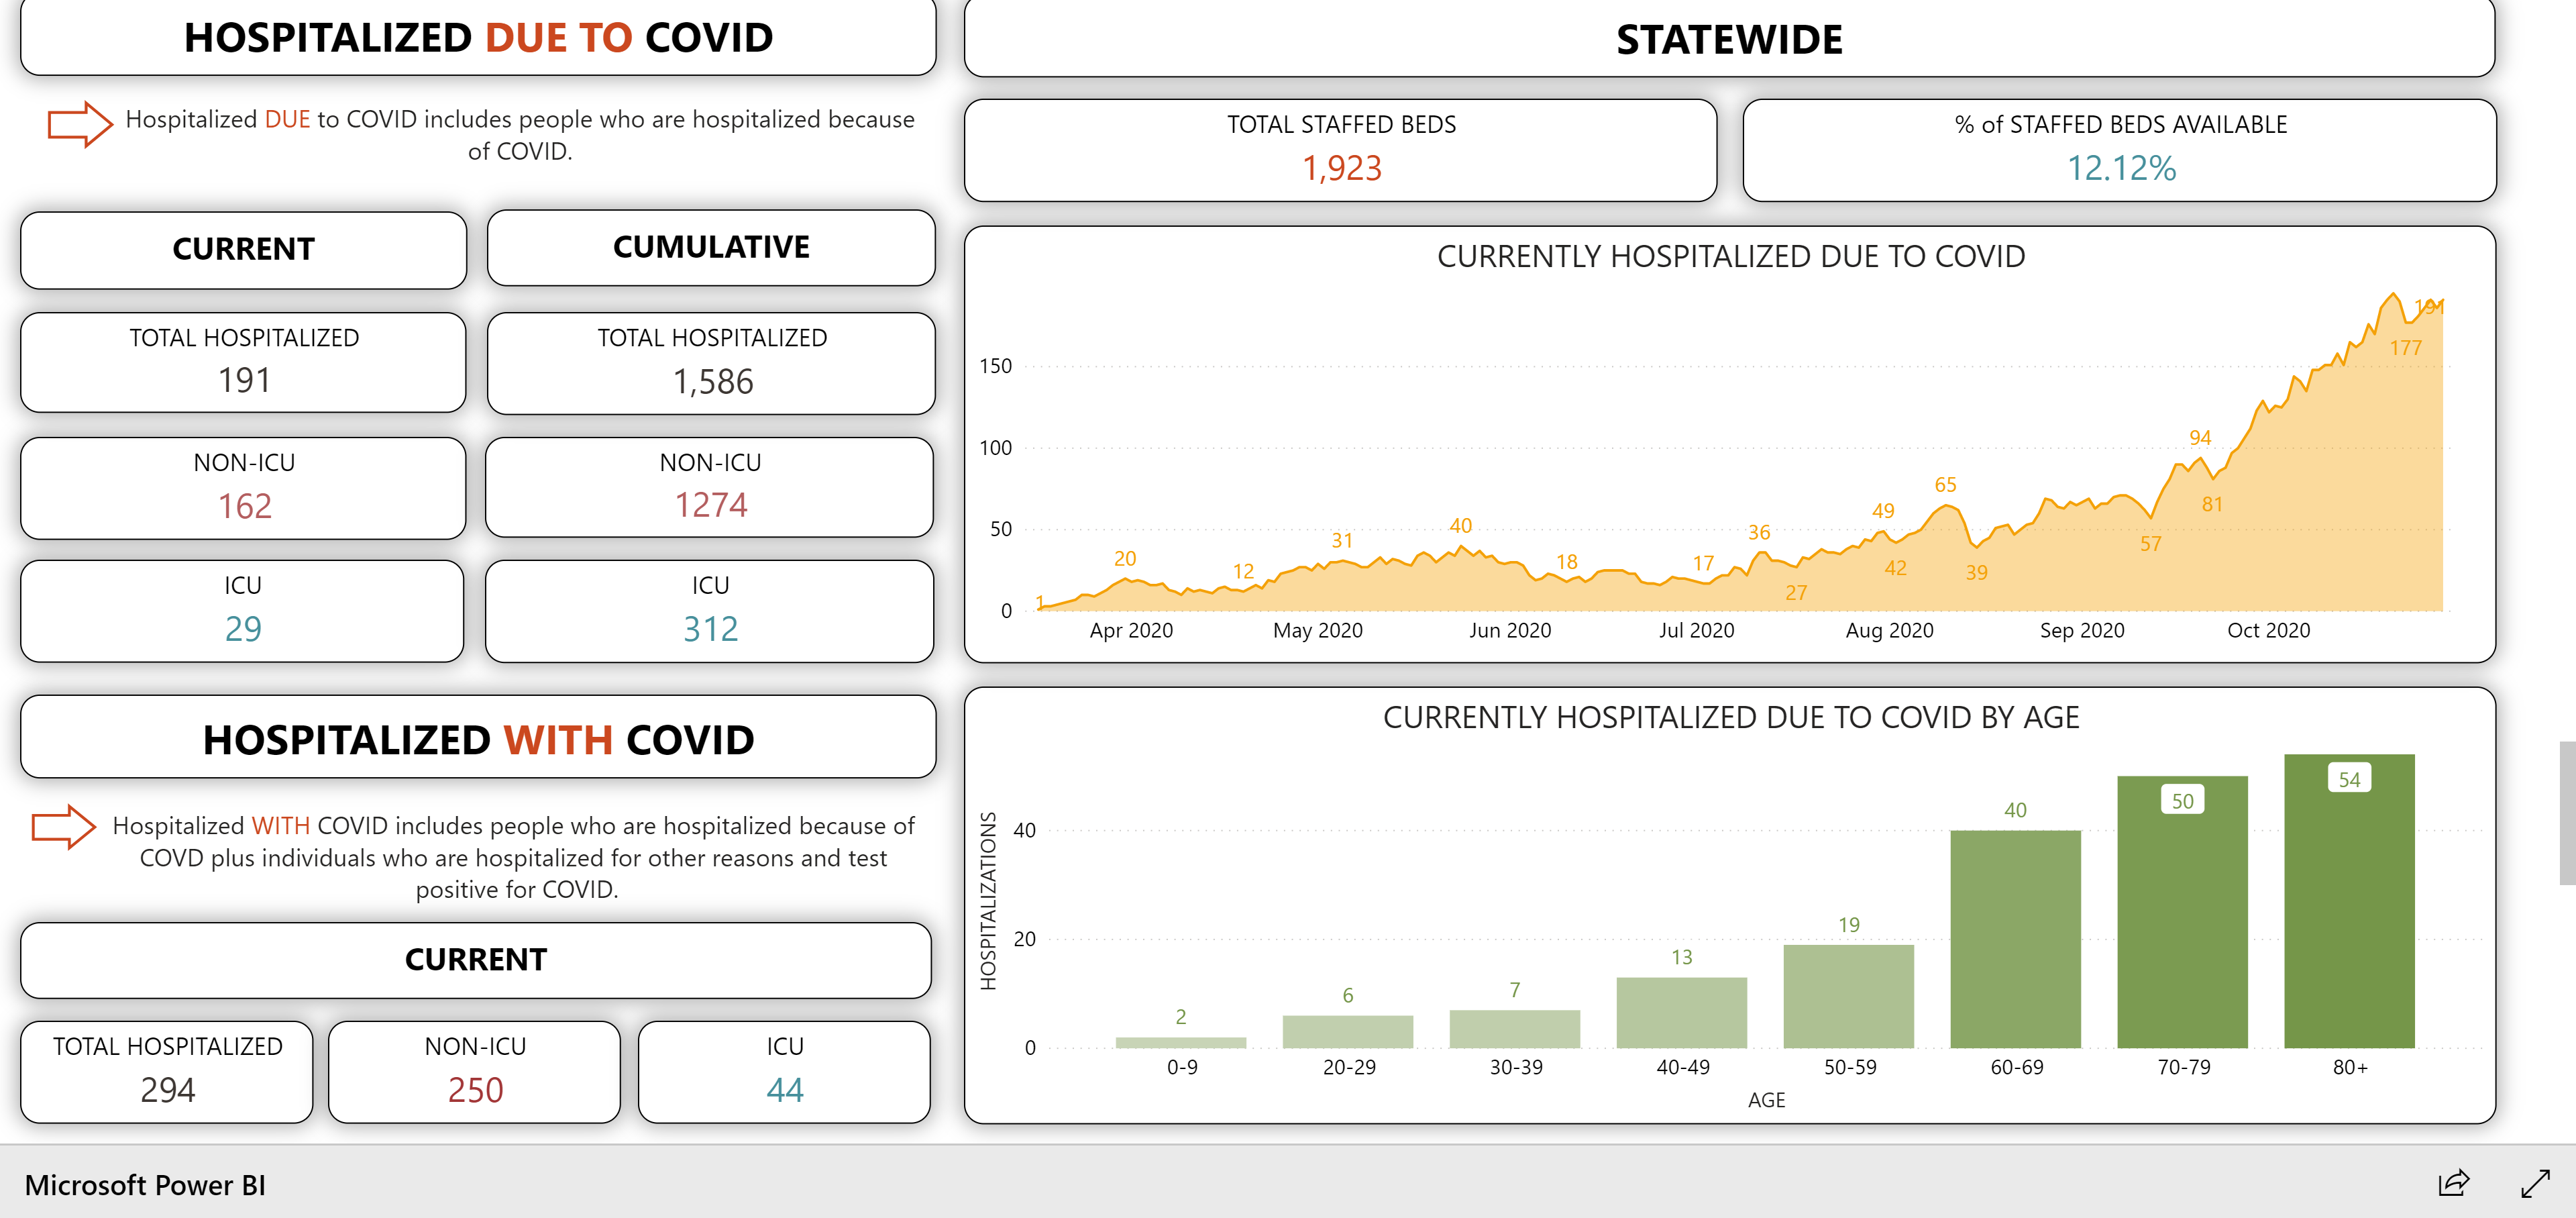 HOSPITALIZED DUE TO COVID
Hospitalized DUE to COVID includes people who are hospitalized because
of COVID.
CURRENT
CUMULATIVE
TOTAL HOSPITALIZED
191
TOTAL HOSPITALIZED
1,586
NON-ICU
162
NON-ICU
1274
ICU
29
ICU
312
HOSPITALIZED WITH COVID
Hospitalized WITH COVID includes people who are hospitalized because of
COVD plus individuals who are hospitalized for other reasons and test
positive for COVID.
CURRENT
TOTAL HOSPITALIZED
294
NON-ICU
250
ICU
44
STATEWIDE
TOTAL STAFFED BEDS
1,923
% of STAFFED BEDS AVAILABLE
12.12%
CURRENTLY HOSPITALIZED DUE TO COVID
150
100
50
0
1
20
12
31
40
18
17
36
27
49
42
65
39
57
94
81
177
191
Apr 2020
May 2020
Jun 2020
Jul 2020
Aug 2020
Sep 2020
Oct 2020
CURRENTLY HOSPITALIZED DUE TO COVID BY AGE
HOSPITALIZATIONS
40
20
0
2
6
7
13
19
40
50
54
0-9
20-29
30-39
40-49
50-59
60-69
70-79
80+
AGE
Microsoft Power BI